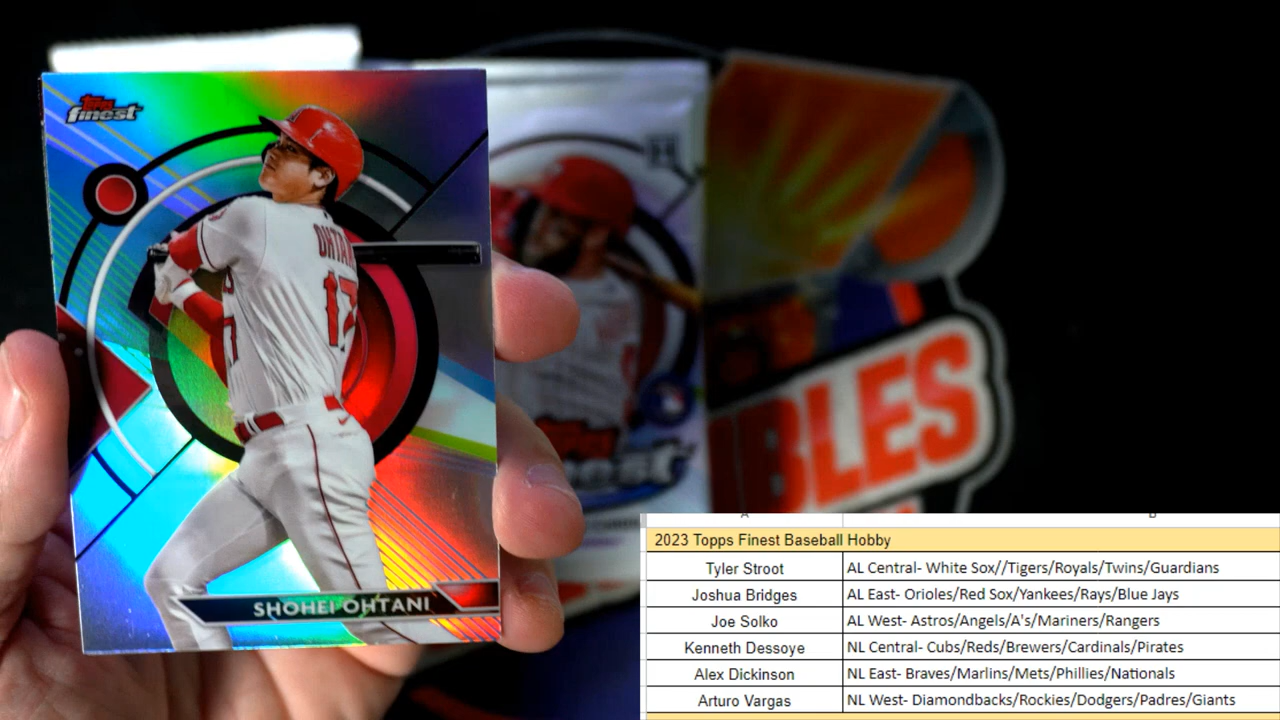 Topps
finest
OHTANI
17
SHOHEI OHTANI
Topps
finest
IBLES
2023 Topps Finest Baseball Hobby
Tyler Stroot AL Central- White Sox//Tigers/Royals/Twins/Guardians
Joshua Bridges AL East- Orioles/Red Sox/Yankees/Rays/Blue Jays
Joe Solko AL West- Astros/Angels/A's/Mariners/Rangers
Kenneth Dessoye NL Central- Cubs/Reds/Brewers/Cardinals/Pirates
Alex Dickinson NL East- Braves/Marlins/Mets/Phillies/Nationals
Arturo Vargas NL West- Diamondbacks/Rockies/Dodgers/Padres/Giants